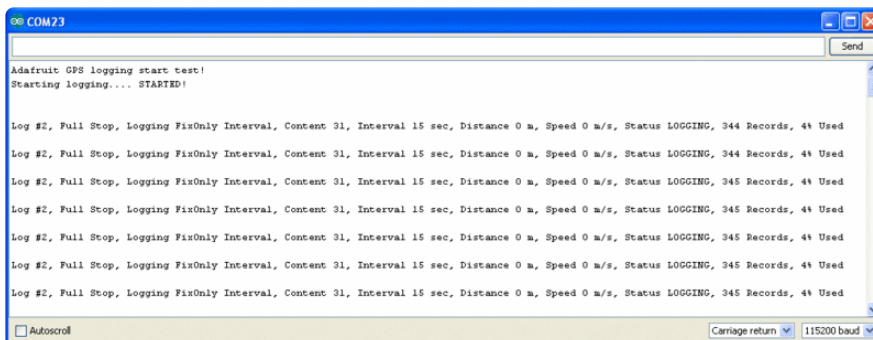 COM23
Send
Adafruit GPS logging start test!
Starting logging.... STARTED!
Log #2, Full Stop, Logging FixOnly Interval, Content 31, Interval 15 sec, Distance 0 m, Speed 0 m/s, Status LOGGING, 344 Records, 4% Used
Log #2, Full Stop, Logging FixOnly Interval, Content 31, Interval 15 sec, Distance 0 m, Speed 0 m/s, Status LOGGING, 344 Records, 4% Used
Log #2, Full Stop, Logging FixOnly Interval, Content 31, Interval 15 sec, Distance 0 m, Speed 0 m/s, Status LOGGING, 345 Records, 4% Used
Log #2, Full Stop, Logging FixOnly Interval, Content 31, Interval 15 sec, Distance 0 m, Speed 0 m/s, Status LOGGING, 345 Records, 4% Used
Log #2, Full Stop, Logging FixOnly Interval, Content 31, Interval 15 sec, Distance 0 m, Speed 0 m/s, Status LOGGING, 345 Records, 4% Used
Log #2, Full Stop, Logging FixOnly Interval, Content 31, Interval 15 sec, Distance 0 m, Speed 0 m/s, Status LOGGING, 345 Records, 4% Used
Log #2, Full Stop, Logging FixOnly Interval, Content 31, Interval 15 sec, Distance 0 m, Speed 0 m/s, Status LOGGING, 345 Records, 4% Used
Autoscroll
Carriage return
115200 baud